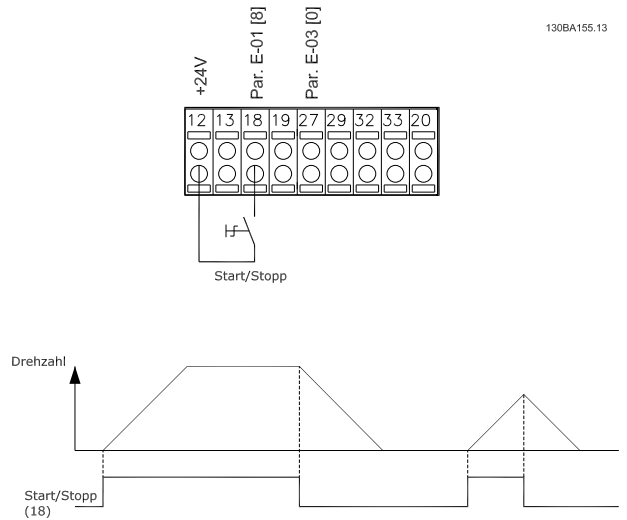 130BA155.13
+24V
Par. E-01 [8]
Par. E-03 [0]
12 13 18 19 27 29 32 33 20
Start/Stopp
Drehzahl
Start/Stopp
(18)